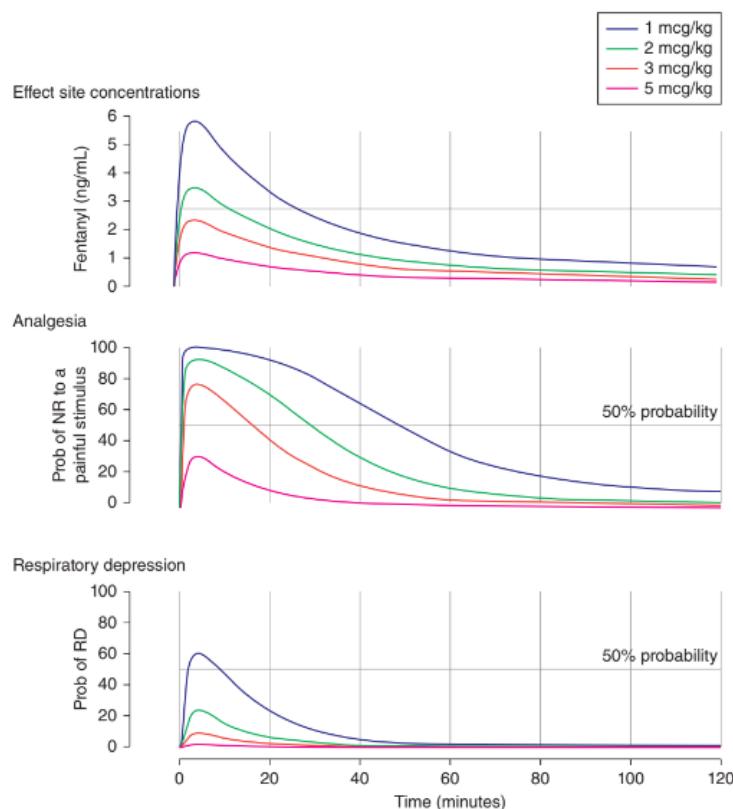 1 mcg/kg
2 mcg/kg
3 mcg/kg
5 mcg/kg
Effect site concentrations
Fentanyl (ng/mL)
6
5
4
3
2
1
0
Analgesia
Prob of NR to a
painful stimulus
100
80
60
40
20
0
50% probability
Respiratory depression
Prob of RD
100
80
60
40
20
0
50% probability
0 20 40 60 80 100 120
Time (minutes)